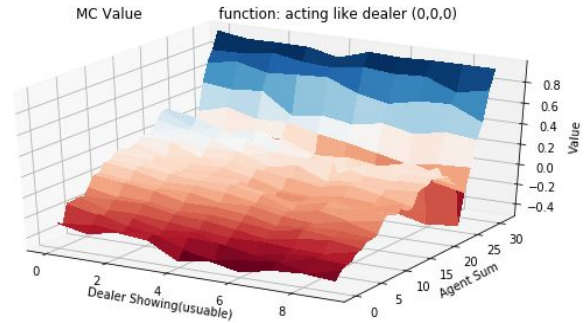 MC Value function: acting like dealer (0,0,0)
0.8
0.6
0.4
0.2
0.0
−0.2
−0.4
Value
0 2 4 6 8
Dealer Showing(usuable)
0 5 10 15 20 25 30
Agent Sum